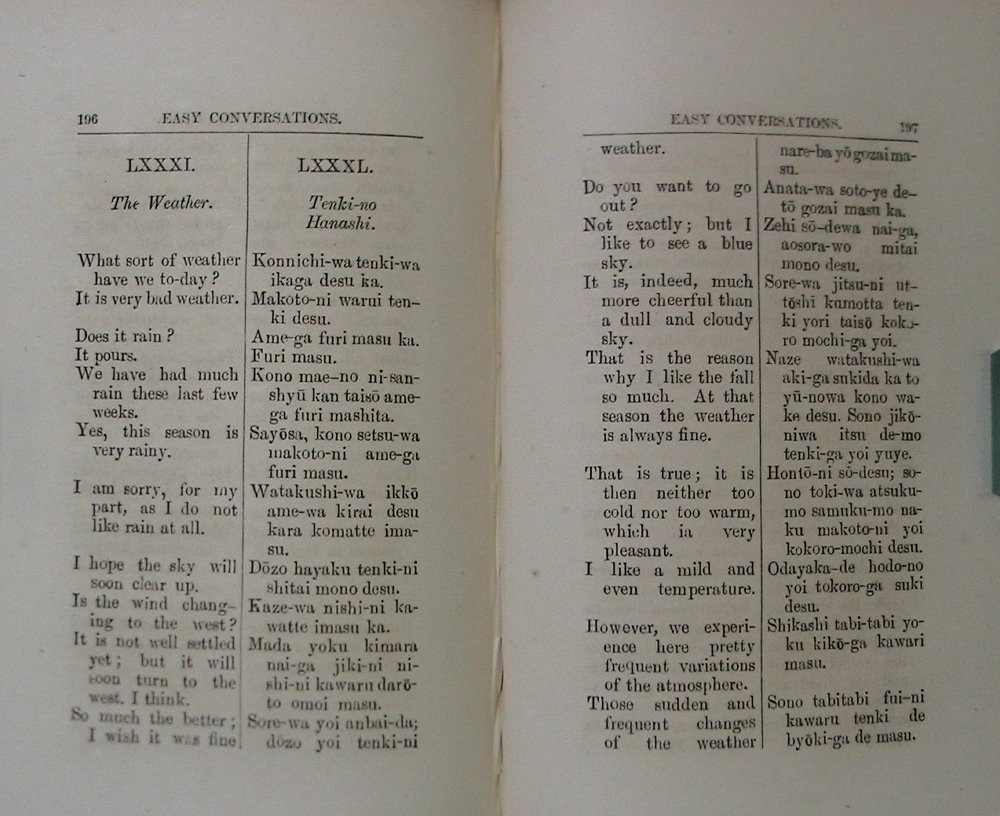 196 EASY CONVERSATIONS.
LXXXI.
The Weather.
What sort of weather
have we to-day ?
It is very bad weather.
Does it rain ?
It pours.
We have had much
rain these last few
weeks.
Yes, this season is
very rainy.
I am sorry, for my
part, as I do not
like rain at all.
I hope the sky will
soon clear up.
Is the wind chang-
ing to the west ?
It is not well settled
yet ; but it will
soon turn to the
west, I think.
So much the better ;
I wish it was fine
LXXXL.
Tenki-no
Hanashi.
Konnichi-wa tenki-wa
ikaga desu ka.
Makoto-ni warui ten-
ki desu.
Ame-ga furi masu ka.
Furi masu.
Kono mae-no ni-san-
shyū kan taisō ame-
ga furi mashita.
Sayōsa, kono setsu-wa
makoto-ni ame-ga
furi masu.
Watakushi-wa ikkō
ame-wa kirai desu
kara komatte ima-
su.
Dōzo hayaku tenki-ni
shitai mono desu.
Kaze-wa nishi-ni ka-
watte imasu ka.
Mada yoku kimara
nai-ga jiki-ni ni-
shi-ni kawaru darō-
to omoi masu.
Sore-wa yoi anbai-da;
dōzo yoi tenki-ni
EASY CONVERSATIONS. 197
weather.
Do you want to go
out ?
Not exactly ; but I
like to see a blue
sky.
It is, indeed, much
more cheerful than
a dull and cloudy
sky.
That is the reason
why I like the fall
so much. At that
season the weather
is always fine.
That is true ; it is
then neither too
cold nor too warm,
which ia very
pleasant.
I like a mild and
even temperature.
However, we experi-
ence here pretty
frequent variations
of the atmosphere.
Those sudden and
frequent changes
of the weather
nare-ba yō gozai ma-
su.
Anata-wa soto-ye de-
tō gozai masu ka.
Zehi sō-dewa nai-ga,
aosora-wo mitai
mono desu.
Sore-wa jitsu-ni ut-
tōshi kumotta ten-
ki yori taisō koko-
ro mochi-ga yoi.
Naze watakushi-wa
aki-ga sukida ka to
yū-nowa kono wa-
ke desu. Sono jikō-
niwa itsu de-mo
tenki-ga yoi yuye.
Hontō-ni sō-desu; so-
no toki-wa atsuku-
mo samuku-mo na-
ku makoto-ni yoi
kokoro-mochi desu.
Odayaka-de hodo-no
yoi tokoro-ga suki
desu.
Shikashi tabi-tabi yo-
ku kikō-ga kawari
masu.
Sono tabitabi fui-ni
kawaru tenki de
byōki-ga de masu.